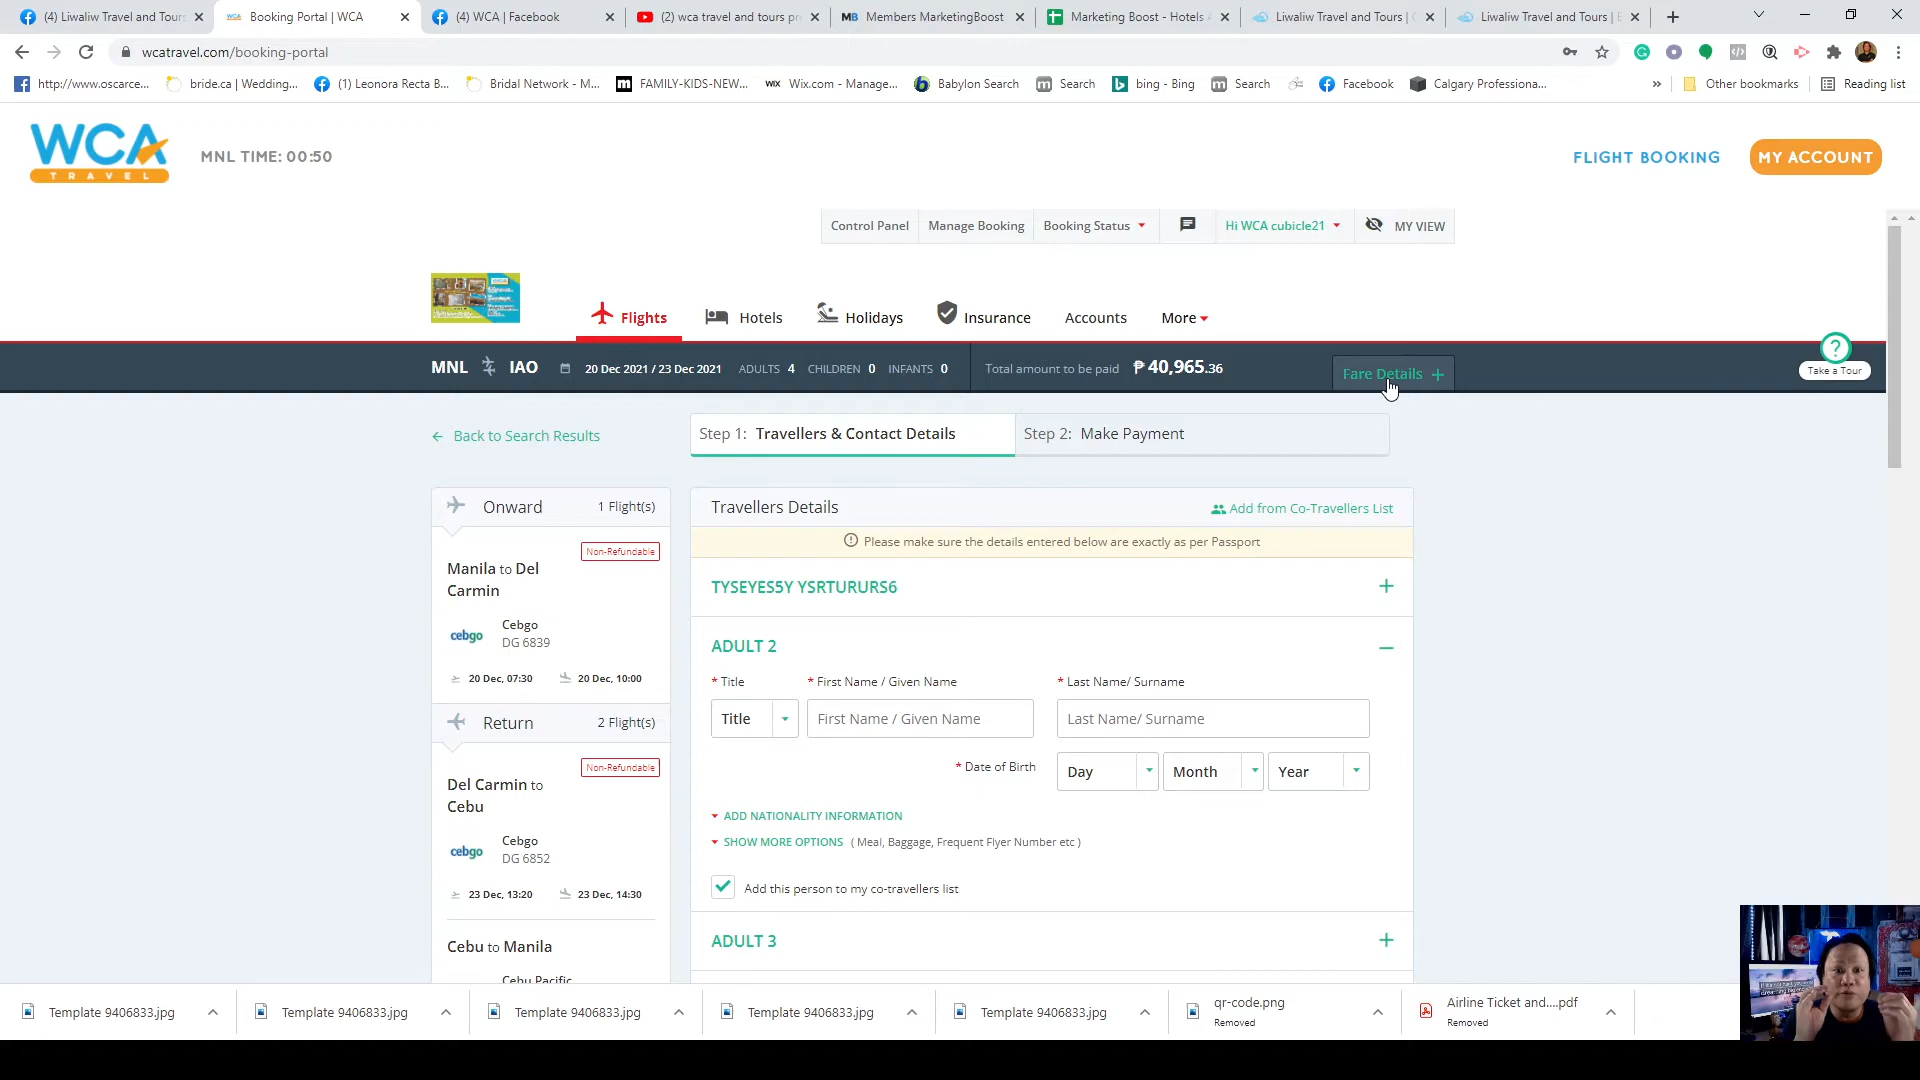 (4) Liwaliw Travel and Tours
Booking Portal | WCA
(4) WCA | Facebook
(2) wca travel and tours pr
Members MarketingBoost
Marketing Boost - Hotels
Liwaliw Travel and Tours |
Liwaliw Travel and Tours |
wcatravel.com/booking-portal
http://www.oscarce...
bride.ca | Wedding...
(1) Leonora Recta B...
Bridal Network - M...
FAMILY-KIDS-NEW...
Wix.com - Manage...
Babylon Search
Search
bing - Bing
Search
Facebook
Calgary Professiona...
Other bookmarks
Reading list
WCA
TRAVEL
MNL TIME: 00:50
FLIGHT BOOKING
MY ACCOUNT
Control Panel
Manage Booking
Booking Status
Hi WCA cubicle21
MY VIEW
Flights
Hotels
Holidays
Insurance
Accounts
More
MNL IAO 20 Dec 2021 / 23 Dec 2021 ADULTS 4 CHILDREN 0 INFANTS 0
Total amount to be paid ₱ 40,965.36
Fare Details +
?
Take a Tour
Back to Search Results
Step 1: Travellers & Contact Details
Step 2: Make Payment
Onward 1 Flight(s)
Non-Refundable
Manila to Del
Carmin
cebgo
Cebgo
DG 6839
20 Dec, 07:30 20 Dec, 10:00
Return 2 Flight(s)
Non-Refundable
Del Carmin to
Cebu
cebgo
Cebgo
DG 6852
23 Dec, 13:20 23 Dec, 14:30
Cebu to Manila
Cebu Pacific
Travellers Details
Add from Co-Travellers List
Please make sure the details entered below are exactly as per Passport
TYSEYES5Y YSRTURURS6
ADULT 2
* Title
* First Name / Given Name
* Last Name/ Surname
Title
First Name / Given Name
Last Name/ Surname
* Date of Birth
Day
Month
Year
ADD NATIONALITY INFORMATION
SHOW MORE OPTIONS ( Meal, Baggage, Frequent Flyer Number etc )
Add this person to my co-travellers list
ADULT 3
Template 9406833.jpg
Template 9406833.jpg
Template 9406833.jpg
Template 9406833.jpg
Template 9406833.jpg
qr-code.png
Removed
Airline Ticket and....pdf
Removed